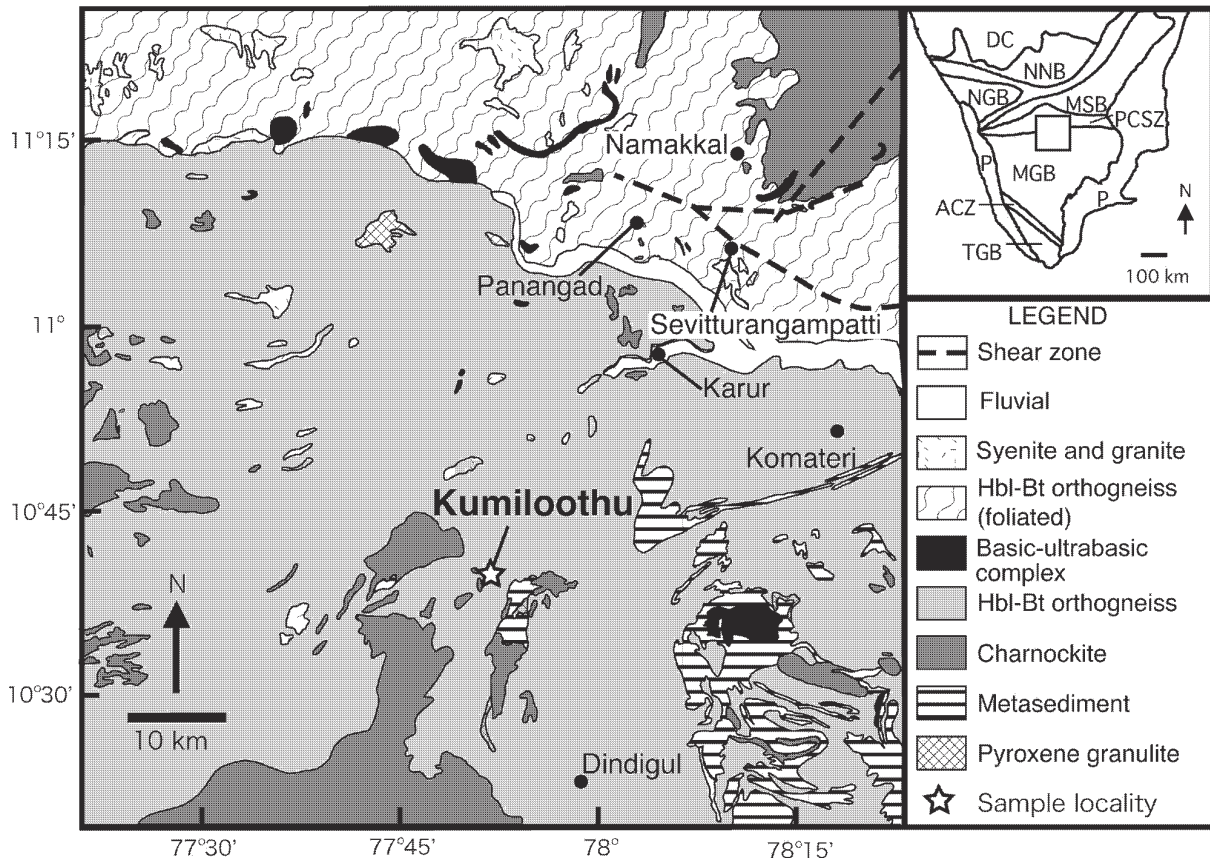 11°15'
11°
10°45'
10°30'
77°30'
77°45'
78°
78°15'
Namakkal
Panangad
Sevitturangampatti
Karur
Komateri
Kumiloothu
Dindigul
N
10 km
DC
NNB
NGB
MSB
PCSZ
P
MGB
P
ACZ
TGB
N
100 km
LEGEND
Shear zone
Fluvial
Syenite and granite
Hbl-Bt orthogneiss
(foliated)
Basic-ultrabasic
complex
Hbl-Bt orthogneiss
Charnockite
Metasediment
Pyroxene granulite
Sample locality